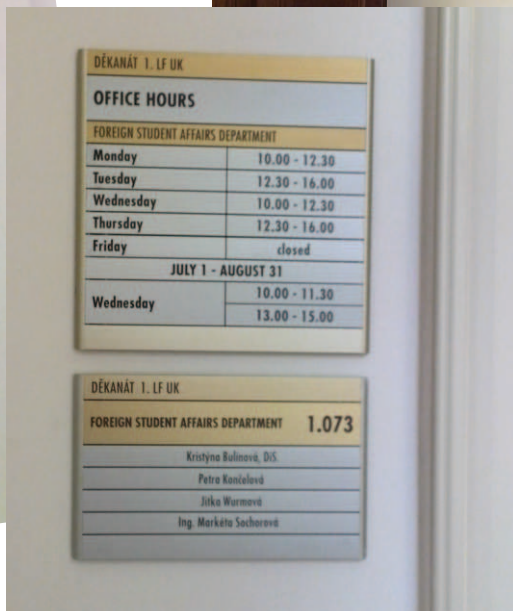 DĚKANÁT 1. LF UK
OFFICE HOURS
FOREIGN STUDENT AFFAIRS DEPARTMENT
Monday 10.00 - 12.30
Tuesday 12.30 - 16.00
Wednesday 10.00 - 12.30
Thursday 12.30 - 16.00
Friday closed
JULY 1 - AUGUST 31
Wednesday 10.00 - 11.30
13.00 - 15.00
DĚKANÁT 1. LF UK
FOREIGN STUDENT AFFAIRS DEPARTMENT 1.073
Kristýna Bulinová, DiS.
Petra Končelová
Jitka Wurmová
Ing. Markéta Sochorová